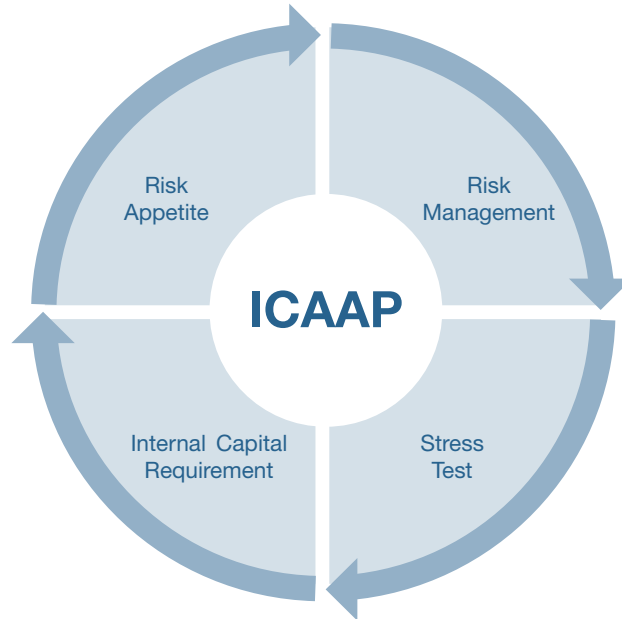 Risk
Appetite
Risk
Management
ICAAP
Internal Capital
Requirement
Stress
Test